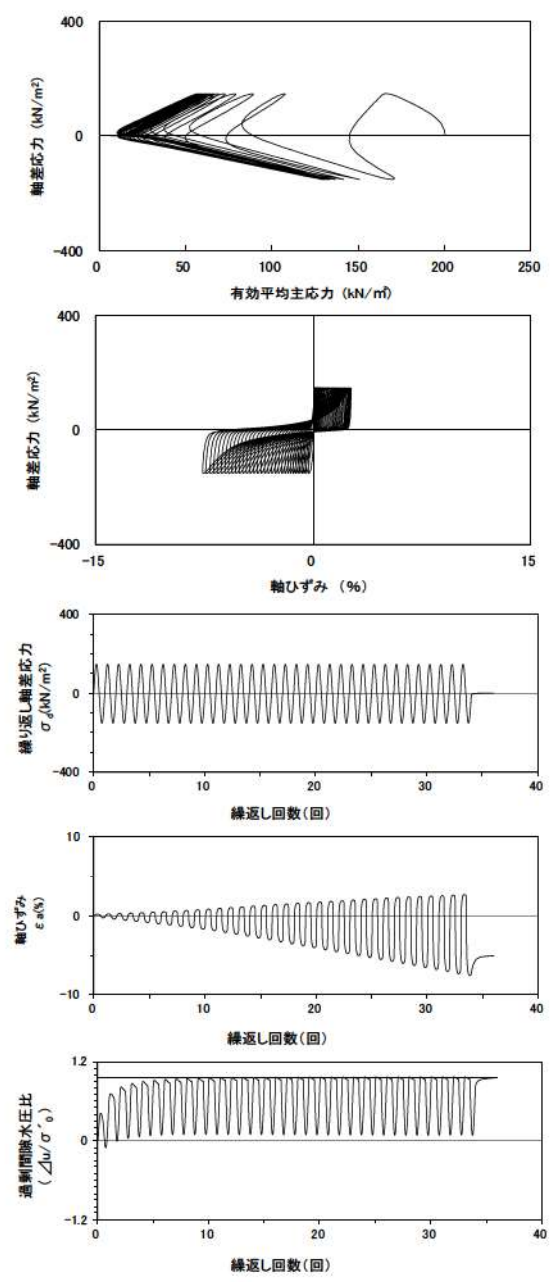 400
0
-400
軸差応力 (kN/m²)
0 50 100 150 200 250
有効平均主応力 (kN/㎡)
400
0
-400
軸差応力 (kN/m²)
-15 0 15
軸ひずみ (%)
400
0
-400
繰り返し軸差応力
σd(kN/m²)
0 10 20 30 40
繰返し回数(回)
10
0
-10
軸ひずみ
εa(%)
0 10 20 30 40
繰返し回数(回)
1.2
0
-1.2
過剰間隙水圧比
(⊿u/σ´0)
0 10 20 30 40
繰返し回数(回)